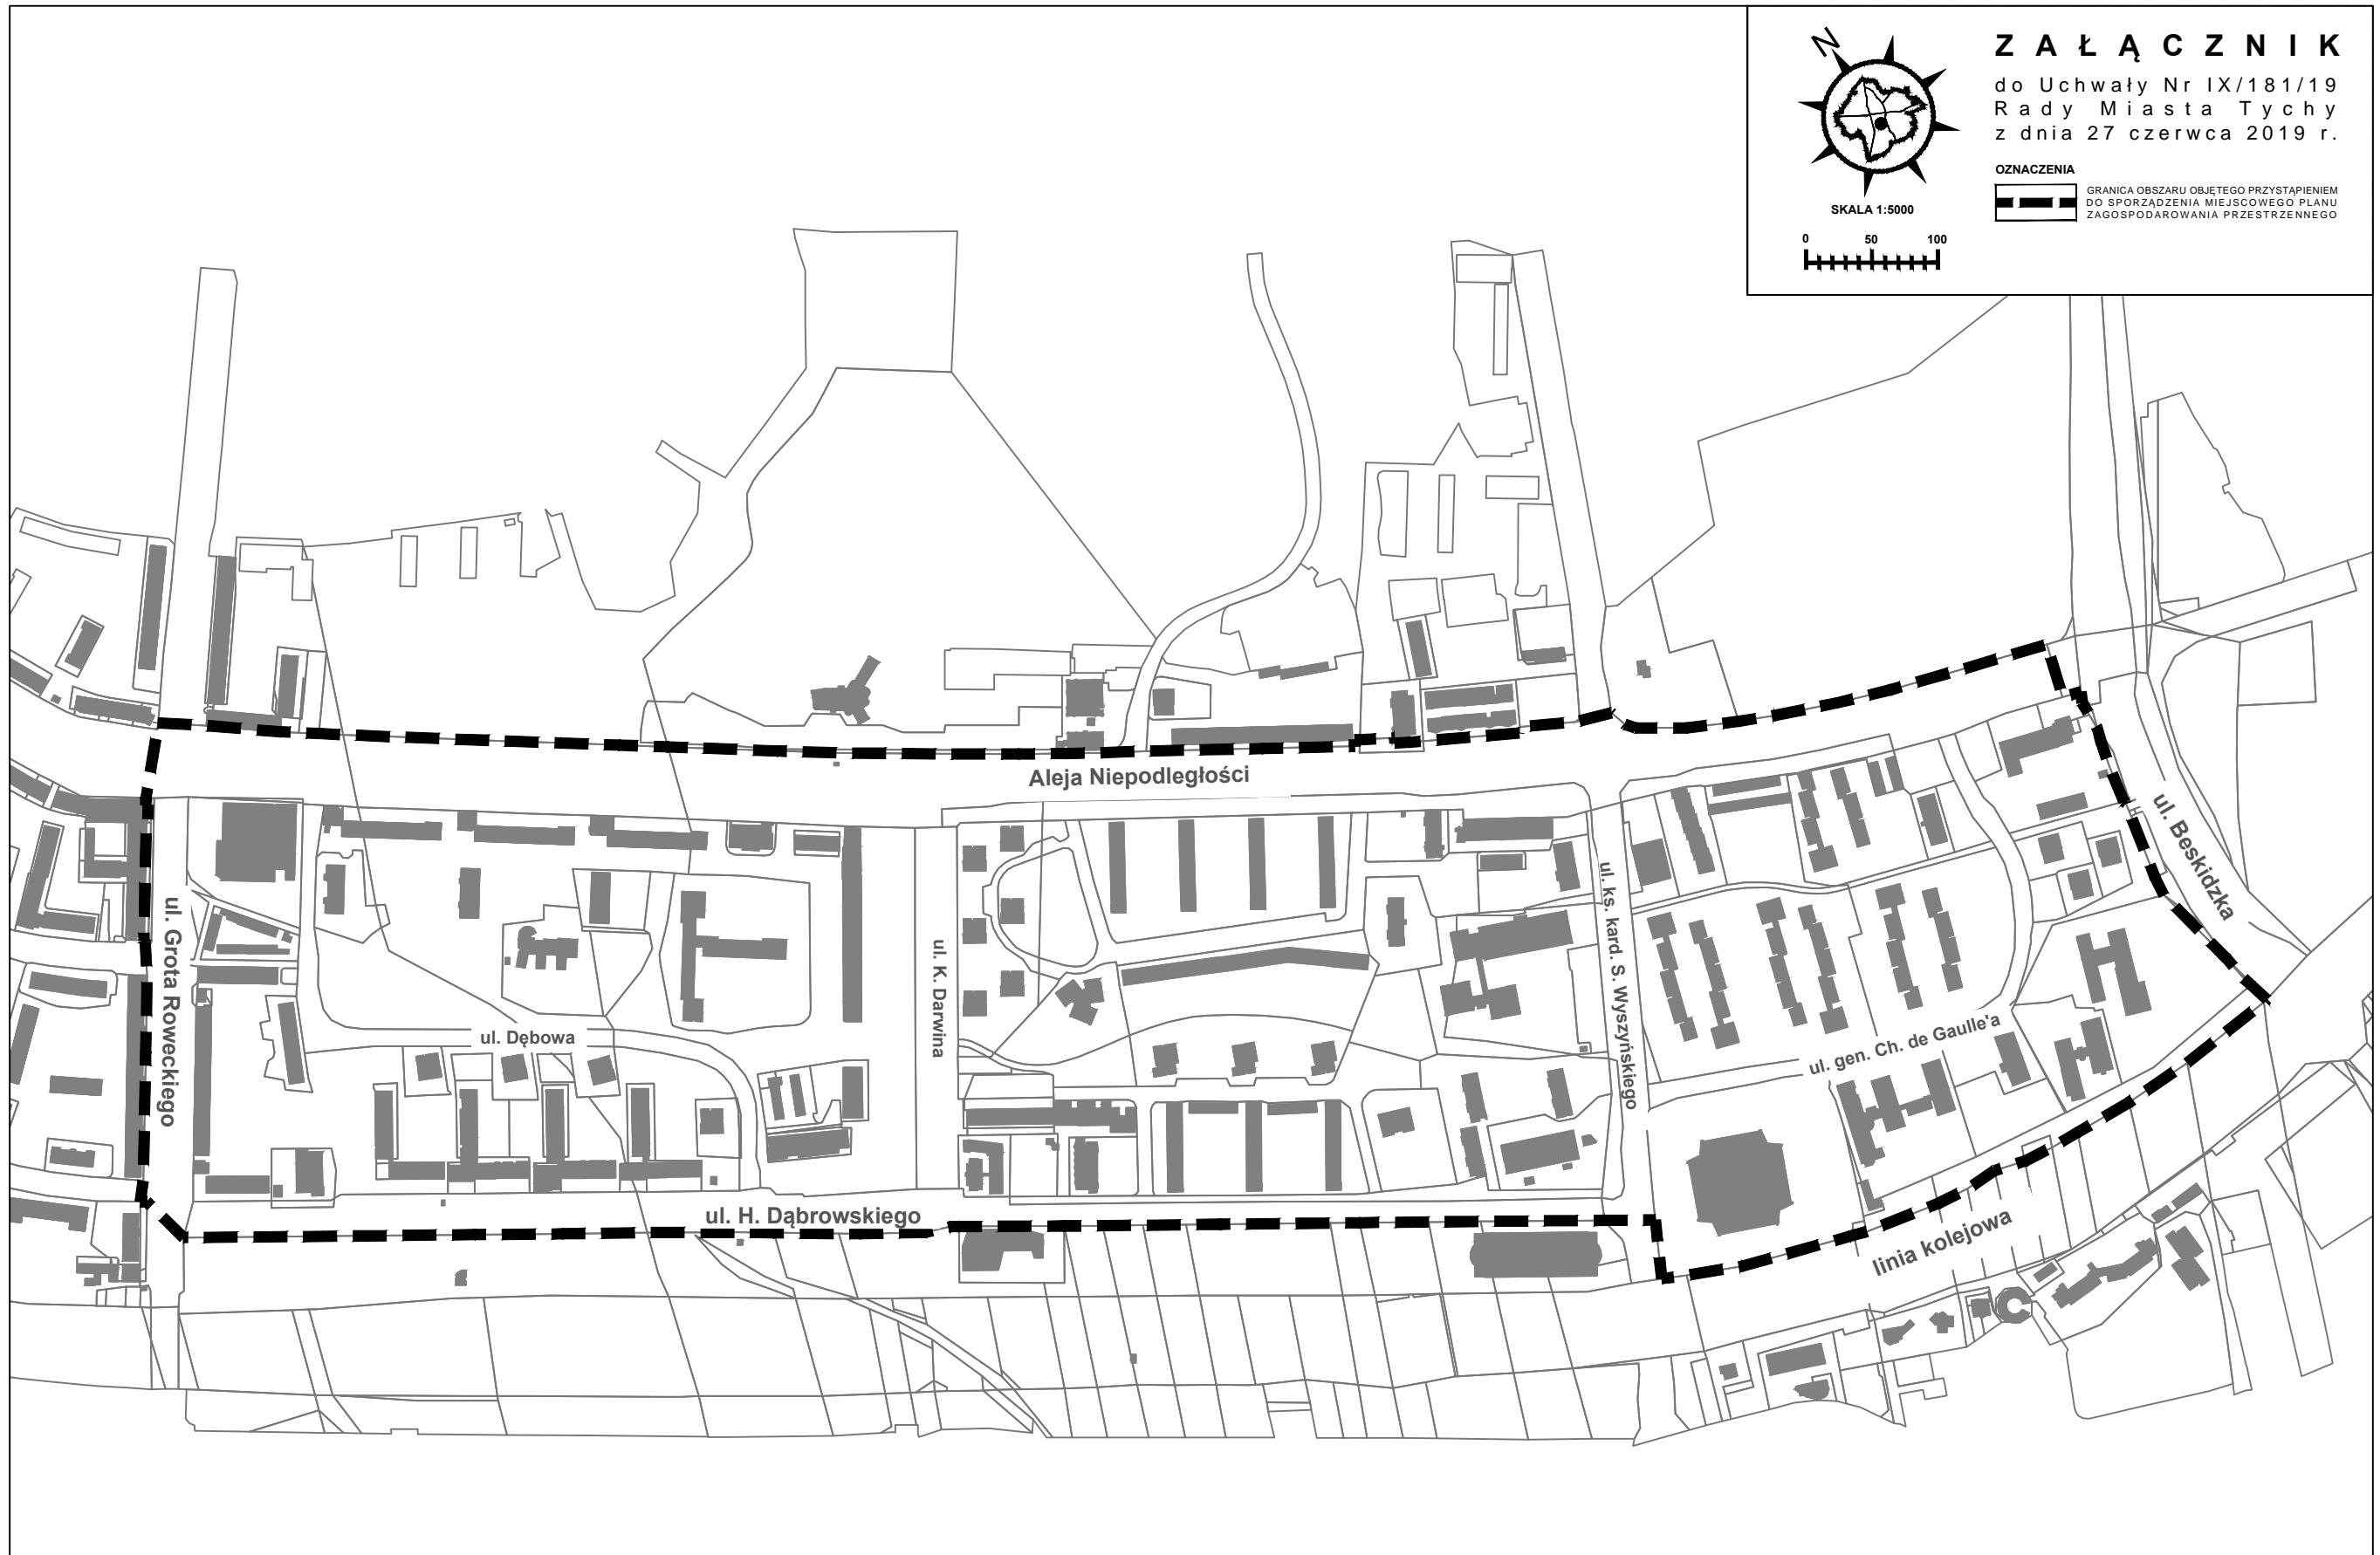 N
Z A Ł Ą C Z N I K
do Uchwały Nr IX/181/19
Rady Miasta Tychy
z dnia 27 czerwca 2019 r.
OZNACZENIA
GRANICA OBSZARU OBJĘTEGO PRZYSTĄPIENIEM
DO SPORZĄDZENIA MIEJSCOWEGO PLANU
ZAGOSPODAROWANIA PRZESTRZENNEGO
SKALA 1:5000
0 50 100
Aleja Niepodległości
ul. Beskidzka
ul. Grota Roweckiego
ul. K. Darwina
ul. ks. kard. S. Wyszyńskiego
ul. Dębowa
ul. gen. Ch. de Gaulle'a
ul. H. Dąbrowskiego
linia kolejowa